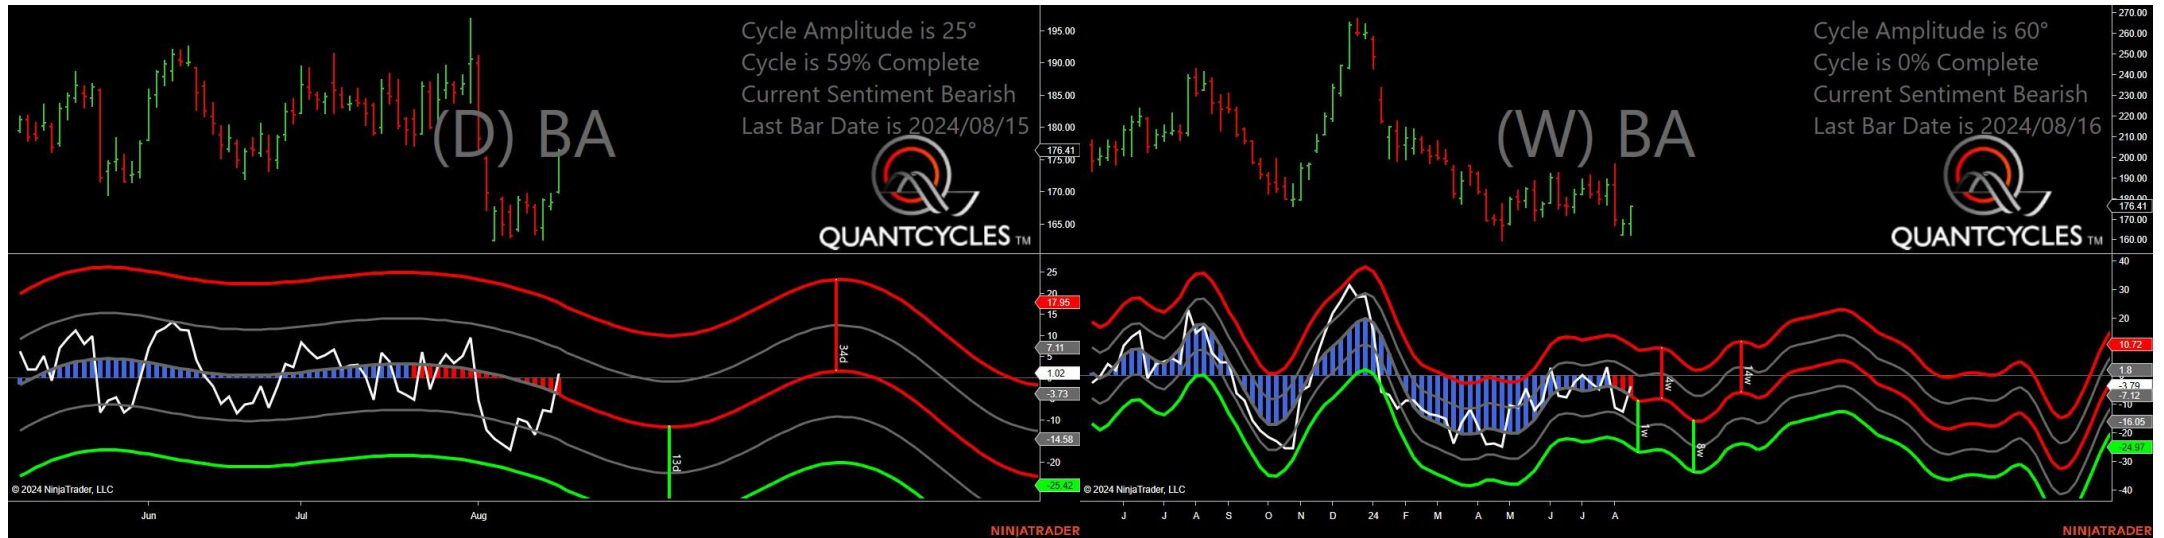 Cycle Amplitude is 25°
Cycle is 59% Complete
Current Sentiment Bearish
Last Bar Date is 2024/08/15
(D) BA
QUANTCYCLES TM
195.00
190.00
185.00
180.00
176.41
175.00
170.00
165.00
25
20
17.95
15
10
7.11
5
1.02
-3.73
-10
-14.58
-20
-25.42
34d
13d
© 2024 NinjaTrader, LLC
Jun
Jul
Aug
NINJATRADER
Cycle Amplitude is 60°
Cycle is 0% Complete
Current Sentiment Bearish
Last Bar Date is 2024/08/16
(W) BA
QUANTCYCLES TM
270.00
260.00
250.00
240.00
230.00
220.00
210.00
200.00
190.00
180.00
176.41
170.00
160.00
40
30
20
10.72
1.8
-3.79
-7.12
-10
-16.05
-20
-24.97
-30
-40
4w
14w
1w
8w
© 2024 NinjaTrader, LLC
J
J
A
S
O
N
D
24
F
M
A
M
J
J
A
NINJATRADER